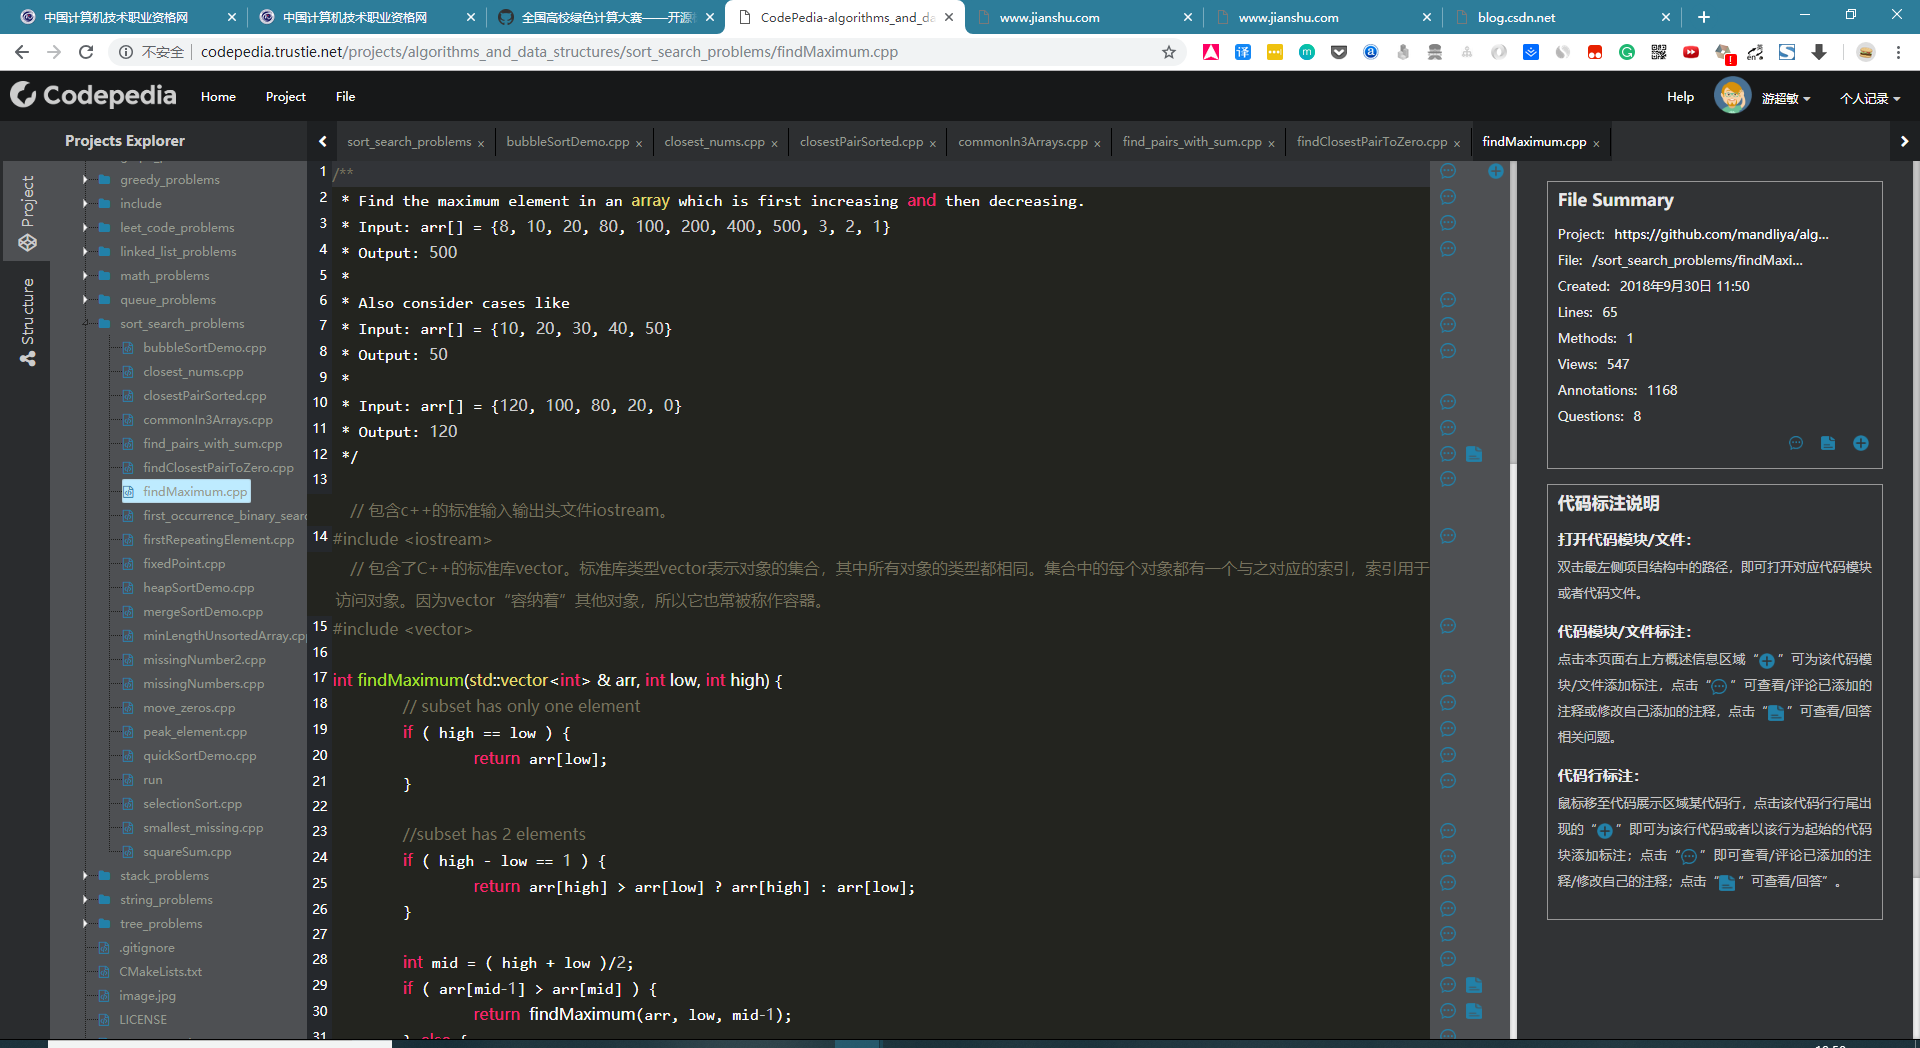 中国计算机技术职业资格网
中国计算机技术职业资格网
全国高校绿色计算大赛——开源
CodePedia-algorithms_and_da
www.jianshu.com
www.jianshu.com
blog.csdn.net
不安全
codepedia.trustie.net/projects/algorithms_and_data_structures/sort_search_problems/findMaximum.cpp
Codepedia
Home
Project
File
Help
游超敏
个人记录
Projects Explorer
sort_search_problems
bubbleSortDemo.cpp
closest_nums.cpp
closestPairSorted.cpp
commonIn3Arrays.cpp
find_pairs_with_sum.cpp
findClosestPairToZero.cpp
findMaximum.cpp
Project
Structure
greedy_problems
include
leet_code_problems
linked_list_problems
math_problems
queue_problems
sort_search_problems
bubbleSortDemo.cpp
closest_nums.cpp
closestPairSorted.cpp
commonIn3Arrays.cpp
find_pairs_with_sum.cpp
findClosestPairToZero.cpp
findMaximum.cpp
first_occurrence_binary_searc
firstRepeatingElement.cpp
fixedPoint.cpp
heapSortDemo.cpp
mergeSortDemo.cpp
minLengthUnsortedArray.cpp
missingNumber2.cpp
missingNumbers.cpp
move_zeros.cpp
peak_element.cpp
quickSortDemo.cpp
run
selectionSort.cpp
smallest_missing.cpp
squareSum.cpp
stack_problems
string_problems
tree_problems
.gitignore
CMakeLists.txt
image.jpg
LICENSE
1 /**
2 * Find the maximum element in an array which is first increasing and then decreasing.
3 * Input: arr[] = {8, 10, 20, 80, 100, 200, 400, 500, 3, 2, 1}
4 * Output: 500
5 *
6 * Also consider cases like
7 * Input: arr[] = {10, 20, 30, 40, 50}
8 * Output: 50
9 *
10 * Input: arr[] = {120, 100, 80, 20, 0}
11 * Output: 120
12 */
13
// 包含c++的标准输入输出头文件iostream。
14 #include <iostream>
// 包含了C++的标准库vector。标准库类型vector表示对象的集合，其中所有对象的类型都相同。集合中的每个对象都有一个与之对应的索引，索引用于
访问对象。因为vector“容纳着”其他对象，所以它也常被称作容器。
15 #include <vector>
16
17 int findMaximum(std::vector<int> & arr, int low, int high) {
18 // subset has only one element
19 if ( high == low ) {
20 return arr[low];
21 }
22
23 //subset has 2 elements
24 if ( high - low == 1 ) {
25 return arr[high] > arr[low] ? arr[high] : arr[low];
26 }
27
28 int mid = ( high + low )/2;
29 if ( arr[mid-1] > arr[mid] ) {
30 return findMaximum(arr, low, mid-1);
31 } else {
File Summary
Project: https://github.com/mandliya/alg...
File: /sort_search_problems/findMaxi...
Created: 2018年9月30日 11:50
Lines: 65
Methods: 1
Views: 547
Annotations: 1168
Questions: 8
代码标注说明
打开代码模块/文件：
双击最左侧项目结构中的路径，即可打开对应代码模块
或者代码文件。
代码模块/文件标注：
点击本页面右上方概述信息区域“ ”可为该代码模
块/文件添加标注，点击“ ”可查看/评论已添加的
注释或修改自己添加的注释，点击“ ”可查看/回答
相关问题。
代码行标注：
鼠标移至代码展示区域某代码行，点击该代码行行尾出
现的“ ”即可为该行代码或者以该行为起始的代码
块添加标注；点击“ ”即可查看/评论已添加的注
释/修改自己的注释；点击“ “可查看/回答”。